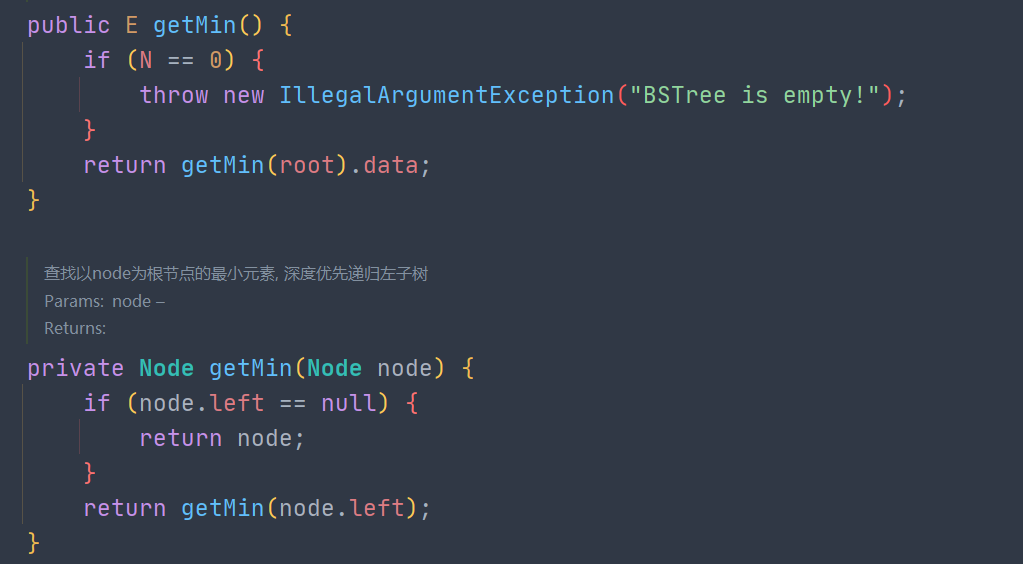 public E getMin() {
if (N == 0) {
throw new IllegalArgumentException("BSTree is empty!");
}
return getMin(root).data;
}
查找以node为根节点的最小元素, 深度优先递归左子树
Params: node –
Returns:
private Node getMin(Node node) {
if (node.left == null) {
return node;
}
return getMin(node.left);
}